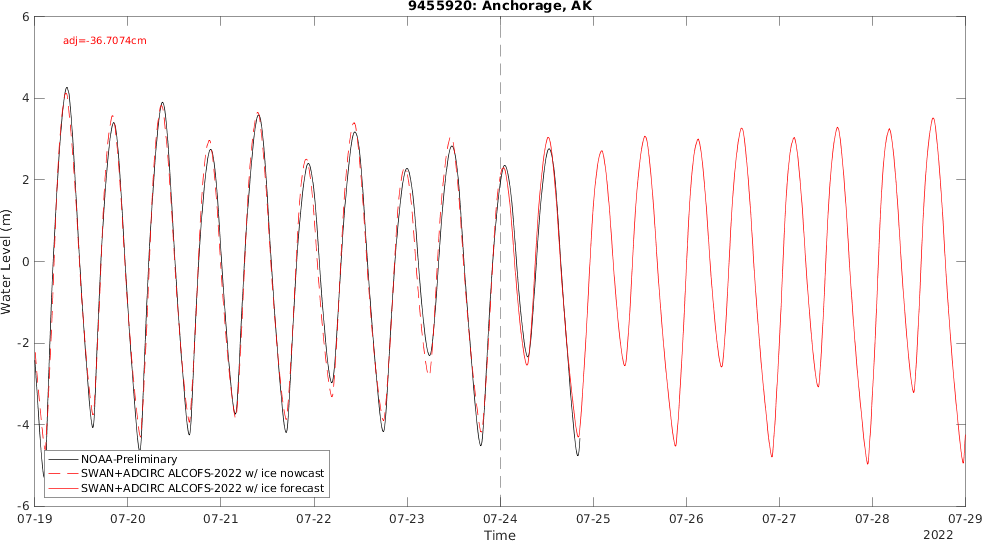 9455920: Anchorage, AK
adj=-36.7074cm
6
4
2
0
-2
-4
-6
Water Level (m)
NOAA-Preliminary
SWAN+ADCIRC ALCOFS-2022 w/ ice nowcast
SWAN+ADCIRC ALCOFS-2022 w/ ice forecast
07-19 07-20 07-21 07-22 07-23 07-24 07-25 07-26 07-27 07-28 07-29
Time
2022